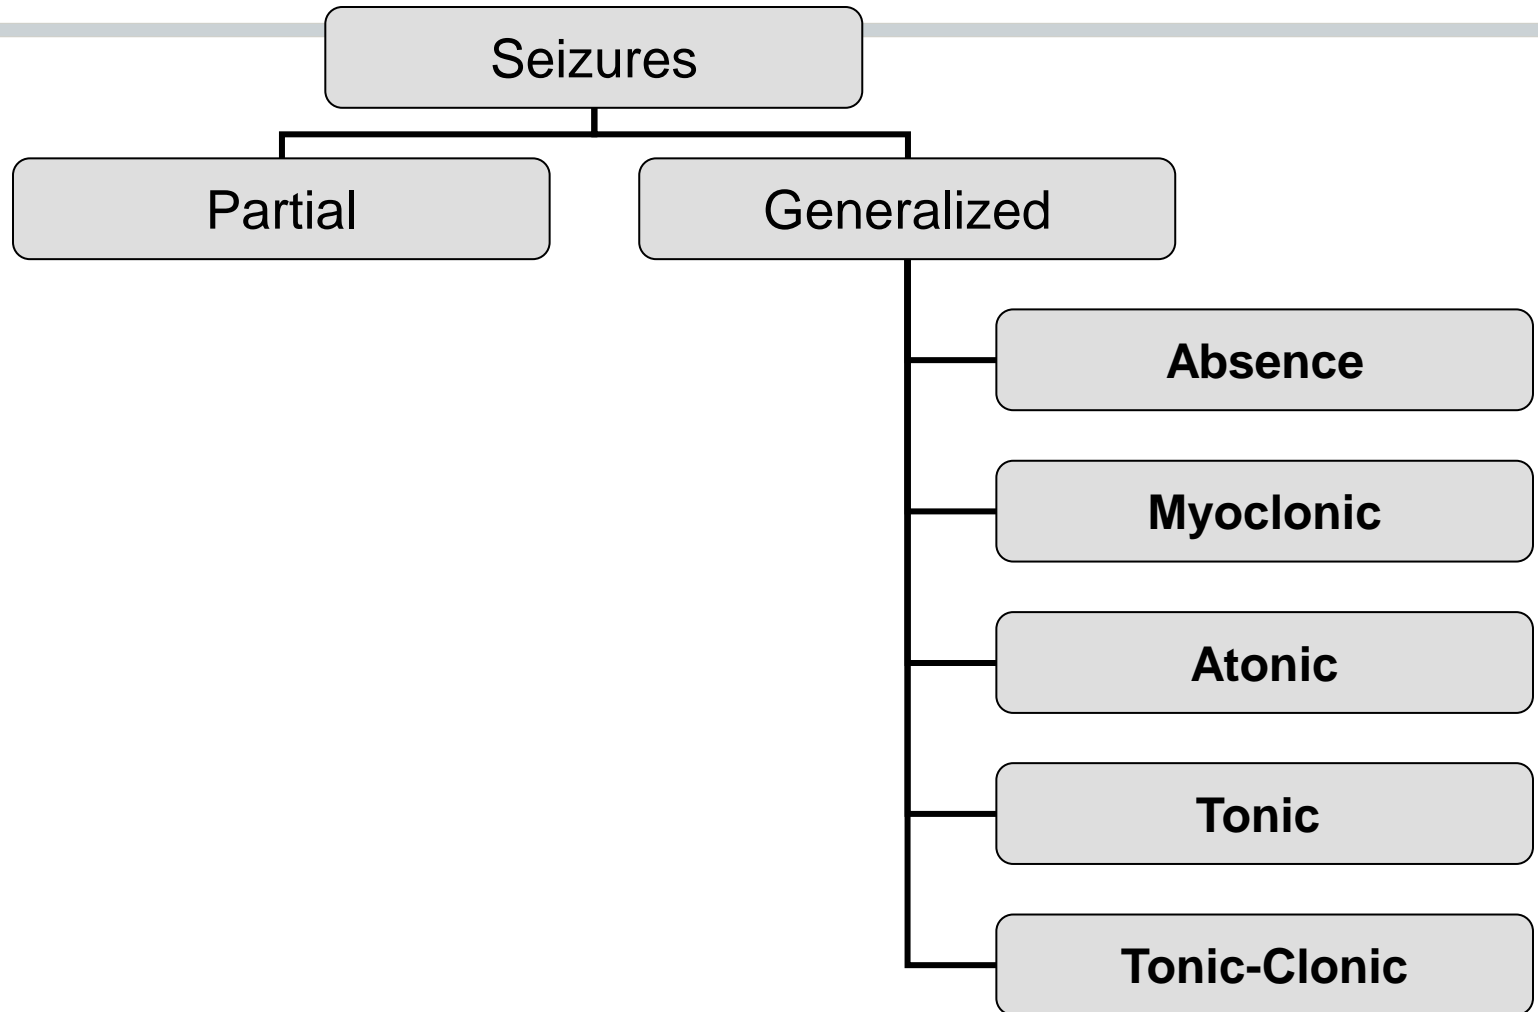 Seizures
Partial
Generalized
Absence
Myoclonic
Atonic
Tonic
Tonic-Clonic